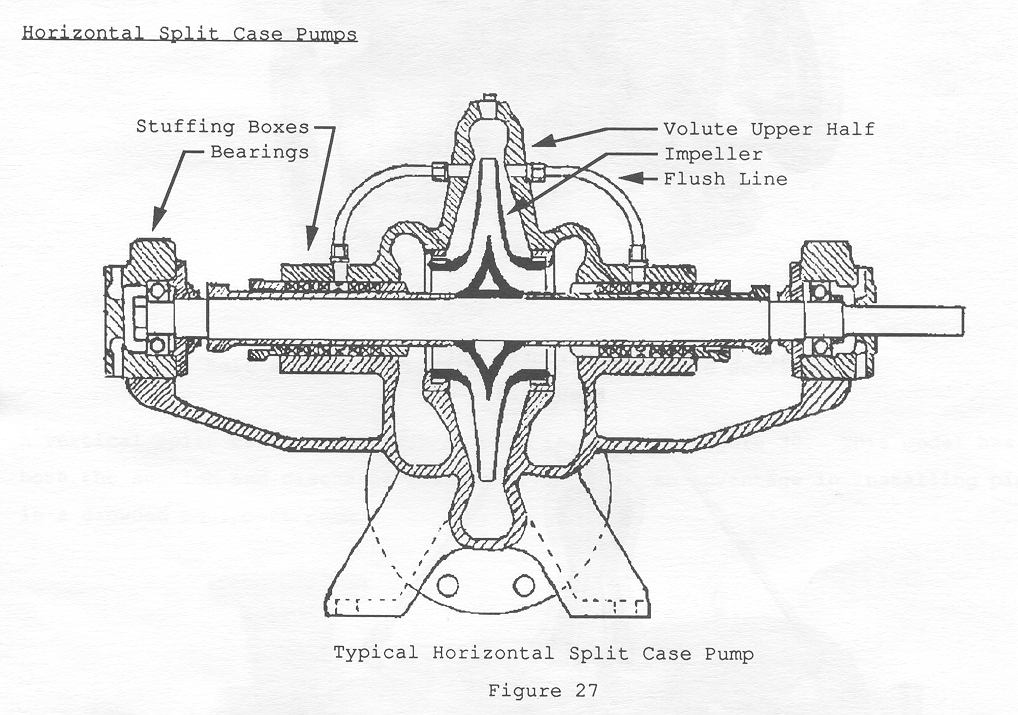 Horizontal Split Case Pumps
Stuffing Boxes
Bearings
Volute Upper Half
Impeller
Flush Line
Typical Horizontal Split Case Pump
Figure 27